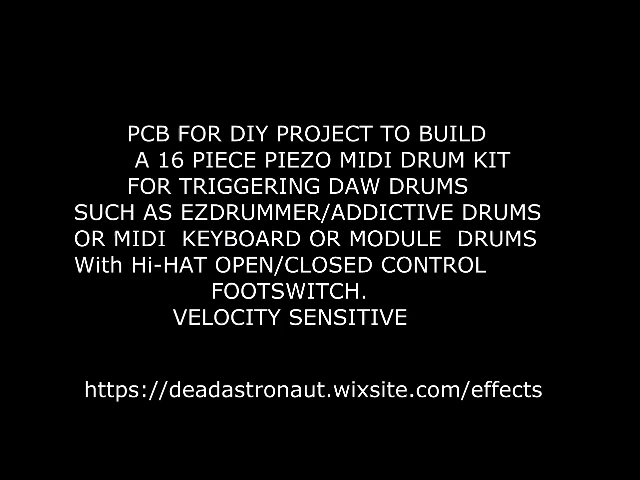 PCB FOR DIY PROJECT TO BUILD
A 16 PIECE PIEZO MIDI DRUM KIT
FOR TRIGGERING DAW DRUMS
SUCH AS EZDRUMMER/ADDICTIVE DRUMS
OR MIDI  KEYBOARD OR MODULE  DRUMS
With Hi-HAT OPEN/CLOSED CONTROL
FOOTSWITCH.
VELOCITY SENSITIVE
https://deadastronaut.wixsite.com/effects